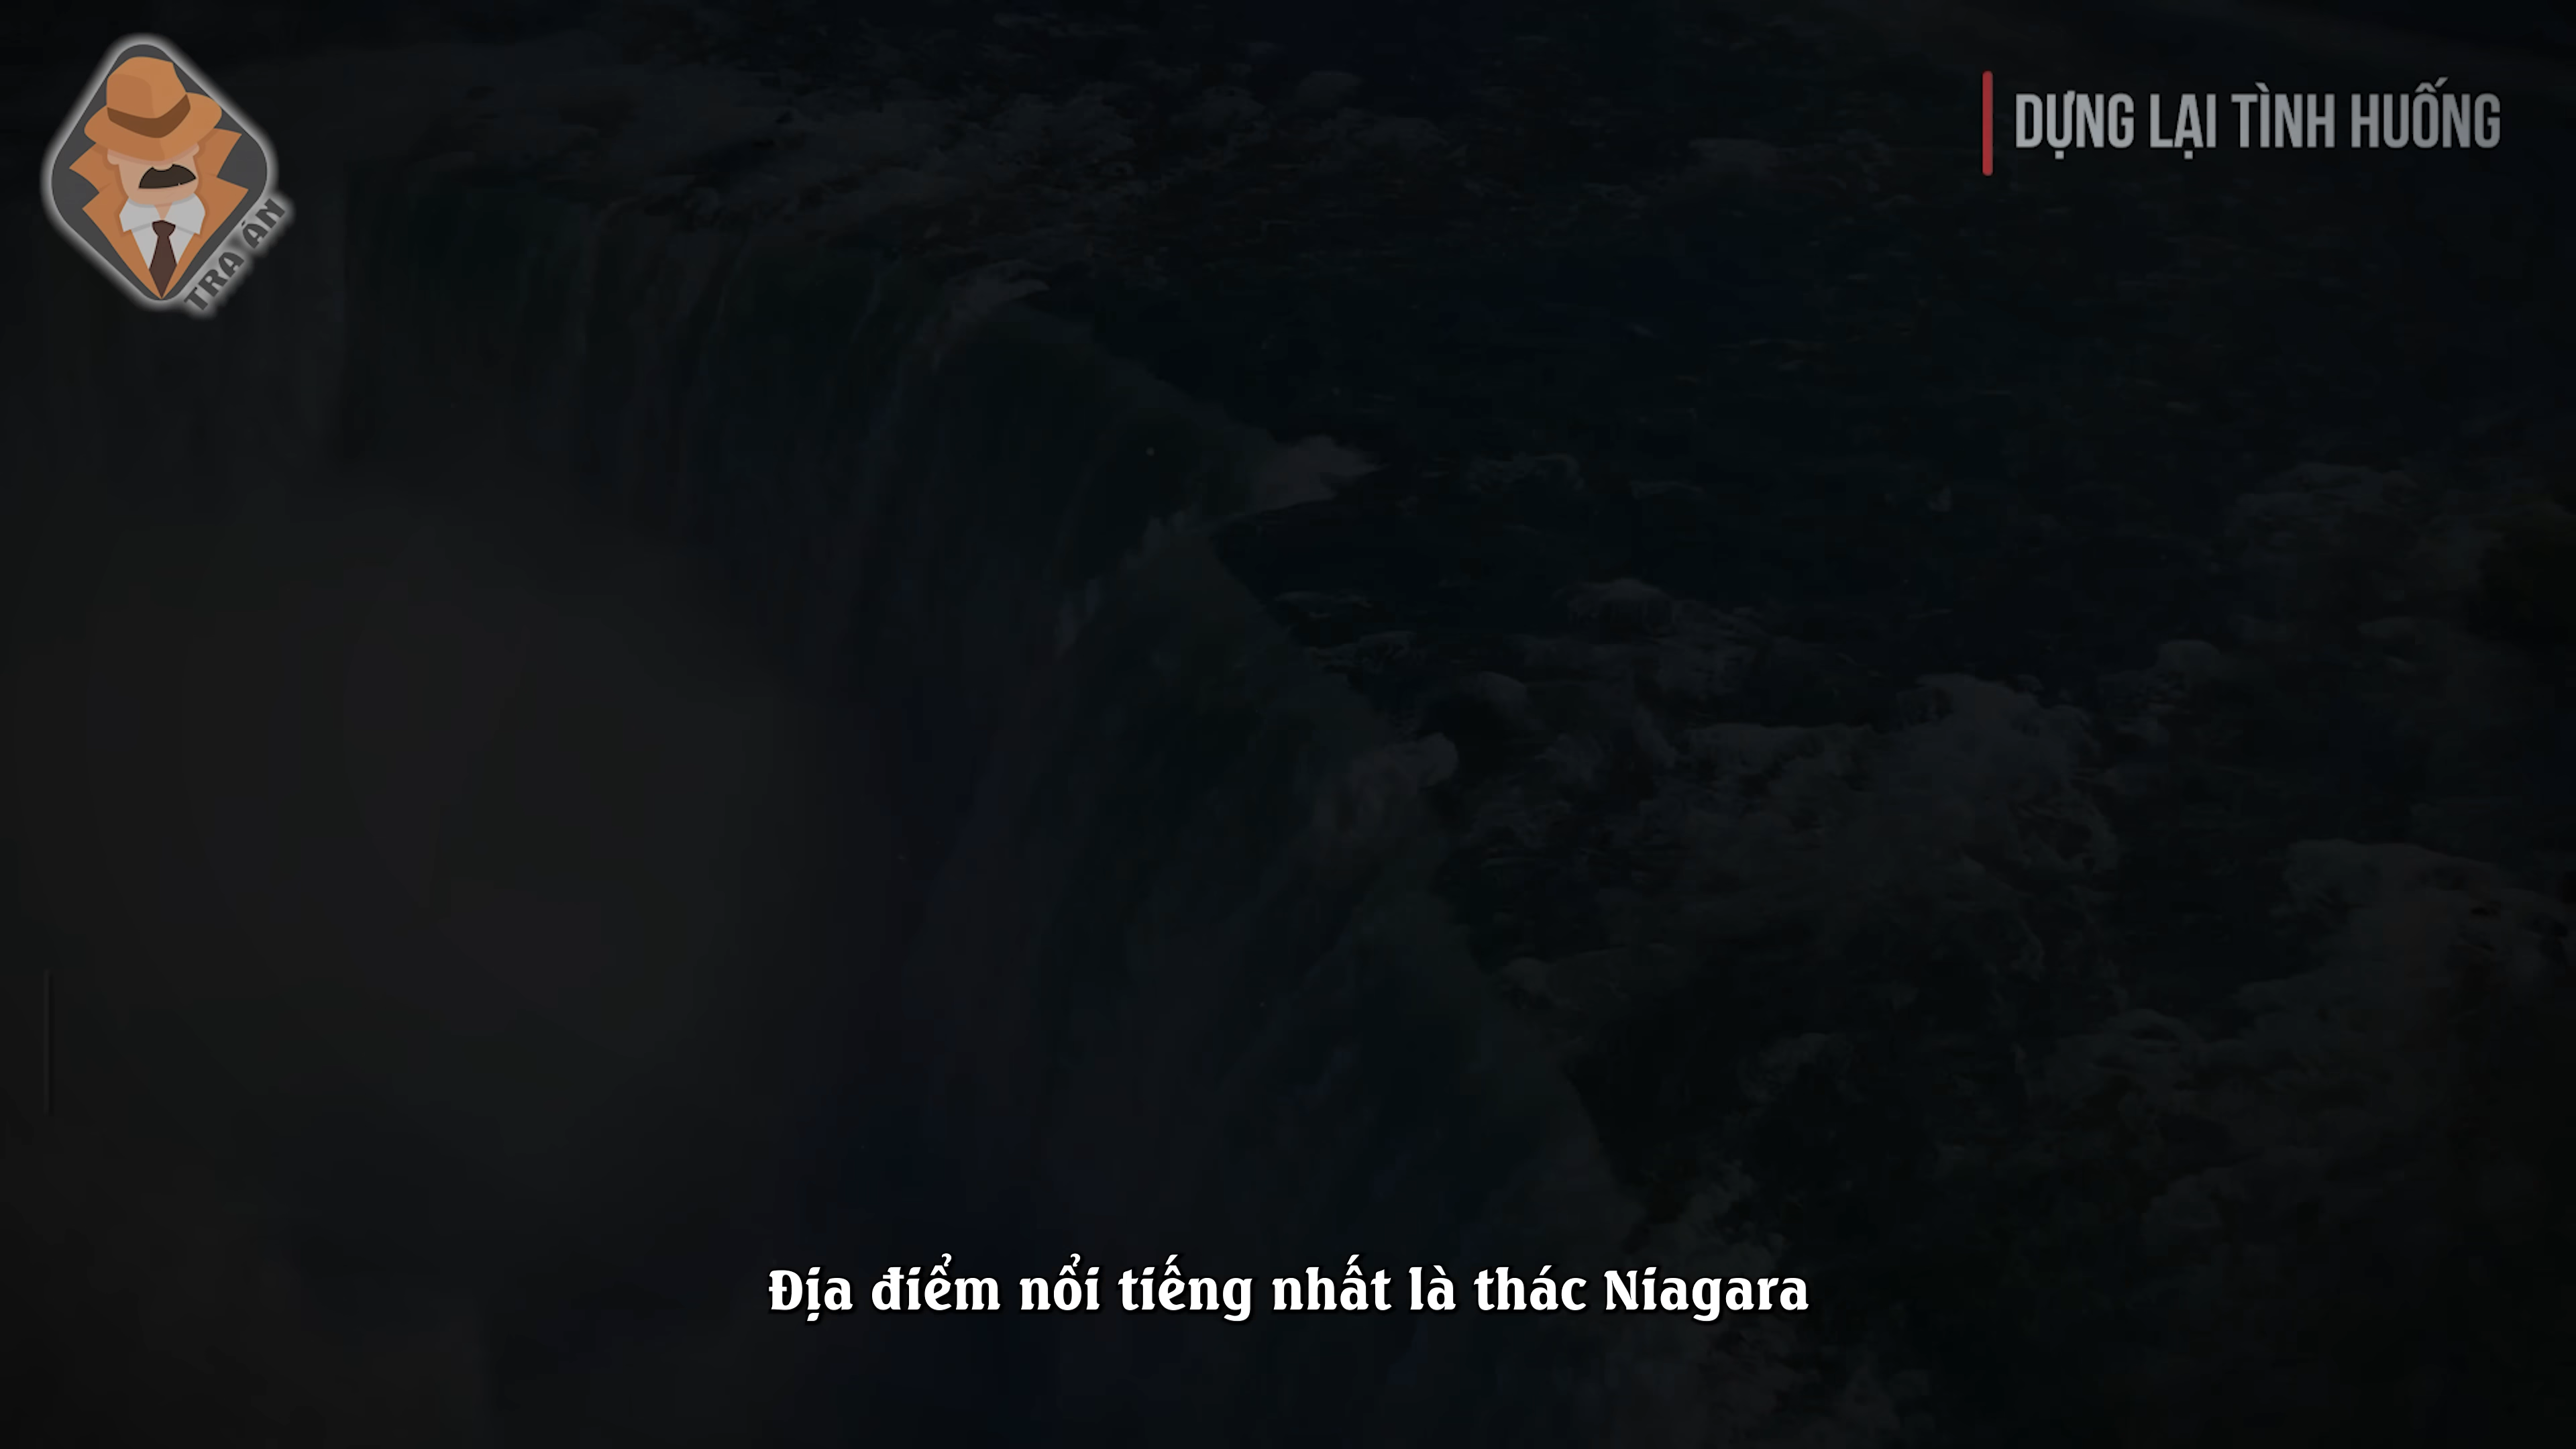 TRA ÁN
DỰNG LẠI TÌNH HUỐNG
Địa điểm nổi tiếng nhất là thác Niagara